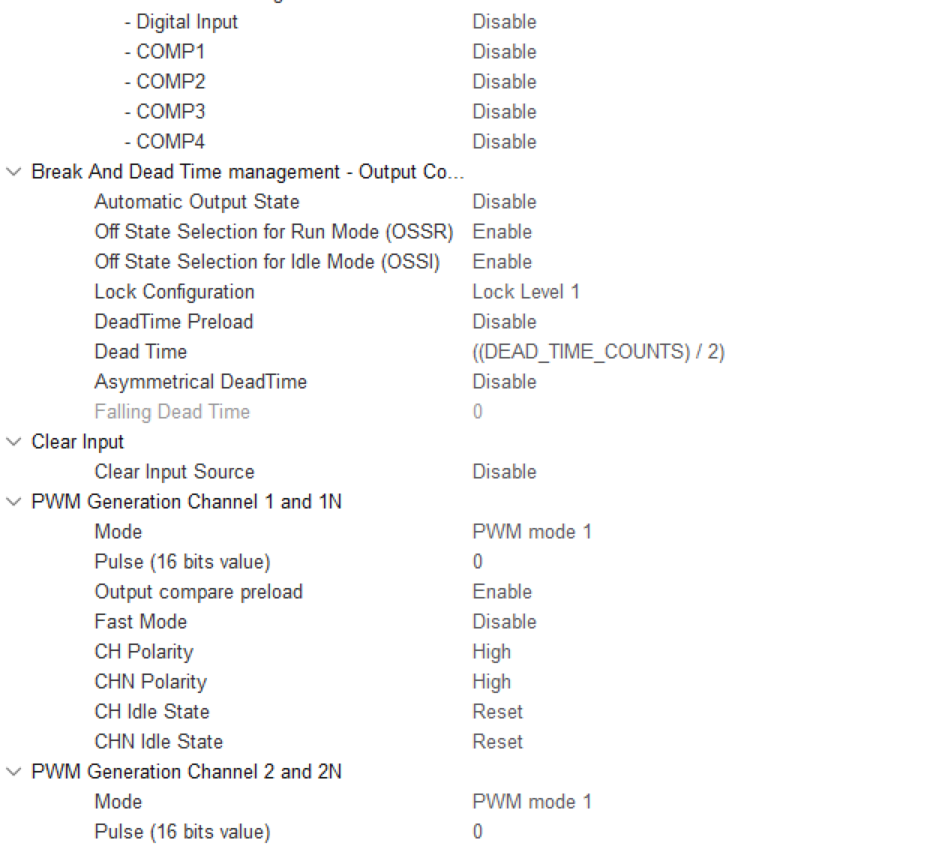 - Digital Input Disable
- COMP1 Disable
- COMP2 Disable
- COMP3 Disable
- COMP4 Disable
Break And Dead Time management - Output Co...
Automatic Output State Disable
Off State Selection for Run Mode (OSSR) Enable
Off State Selection for Idle Mode (OSSI) Enable
Lock Configuration Lock Level 1
DeadTime Preload Disable
Dead Time ((DEAD_TIME_COUNTS) / 2)
Asymmetrical DeadTime Disable
Falling Dead Time 0
Clear Input
Clear Input Source Disable
PWM Generation Channel 1 and 1N
Mode PWM mode 1
Pulse (16 bits value) 0
Output compare preload Enable
Fast Mode Disable
CH Polarity High
CHN Polarity High
CH Idle State Reset
CHN Idle State Reset
PWM Generation Channel 2 and 2N
Mode PWM mode 1
Pulse (16 bits value) 0